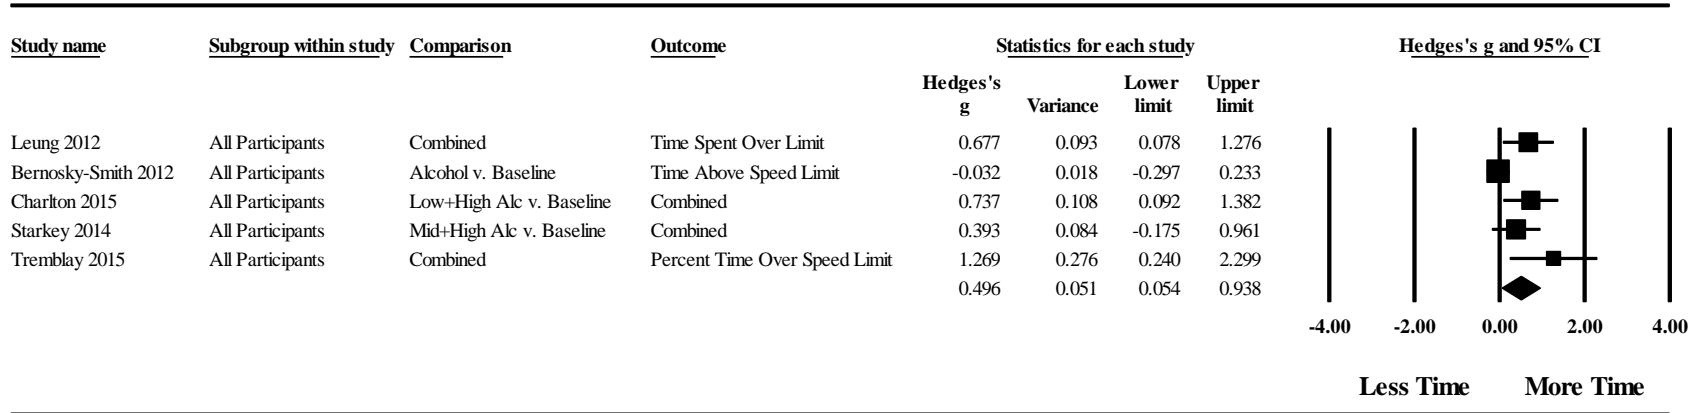 Study name Subgroup within study Comparison Outcome Statistics for each study Hedges's g and 95% CI
Hedges's Lower Upper
g Variance limit limit
Leung 2012 All Participants Combined Time Spent Over Limit 0.677 0.093 0.078 1.276
Bernosky-Smith 2012 All Participants Alcohol v. Baseline Time Above Speed Limit -0.032 0.018 -0.297 0.233
Charlton 2015 All Participants Low+High Alc v. Baseline Combined 0.737 0.108 0.092 1.382
Starkey 2014 All Participants Mid+High Alc v. Baseline Combined 0.393 0.084 -0.175 0.961
Tremblay 2015 All Participants Combined Percent Time Over Speed Limit 1.269 0.276 0.240 2.299
0.496 0.051 0.054 0.938
-4.00 -2.00 0.00 2.00 4.00
Less Time More Time